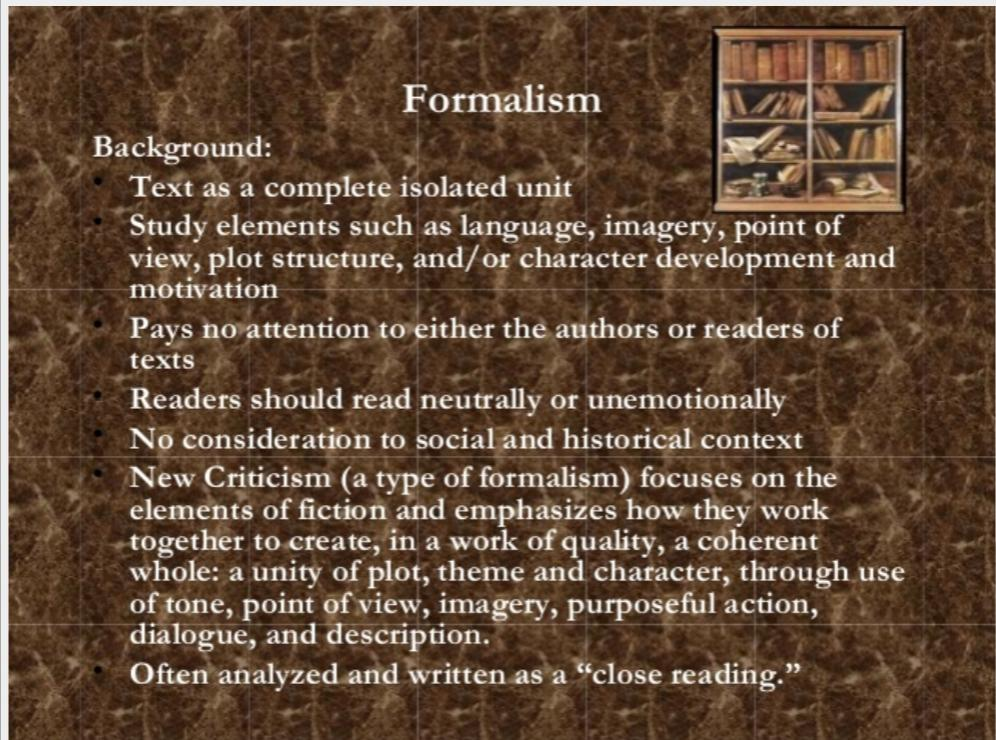 Formalism
Background:
• Text as a complete isolated unit
• Study elements such as language, imagery, point of
view, plot structure, and/or character development and
motivation
• Pays no attention to either the authors or readers of
texts
• Readers should read neutrally or unemotionally
• No consideration to social and historical context
• New Criticism (a type of formalism) focuses on the
elements of fiction and emphasizes how they work
together to create, in a work of quality, a coherent
whole: a unity of plot, theme and character, through use
of tone, point of view, imagery, purposeful action,
dialogue, and description.
• Often analyzed and written as a “close reading.”